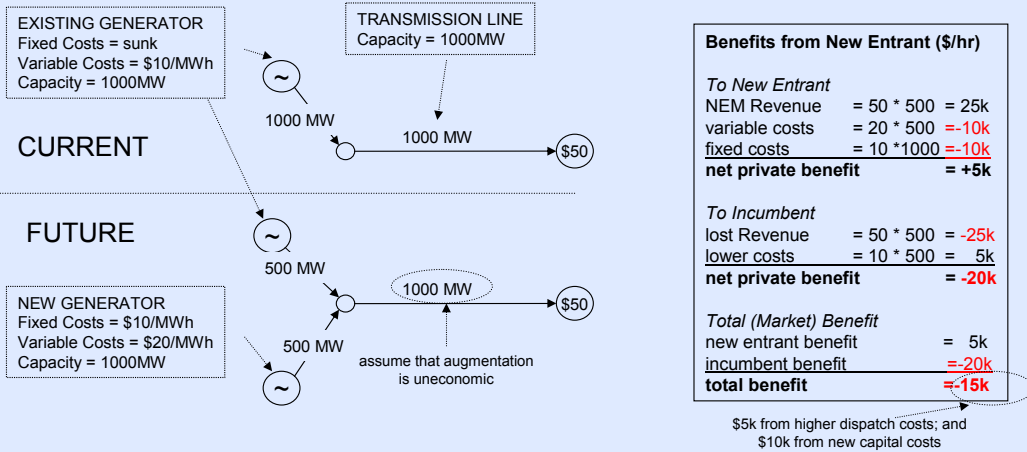 EXISTING GENERATOR
Fixed Costs = sunk
Variable Costs = $10/MWh
Capacity = 1000MW
TRANSMISSION LINE
Capacity = 1000MW
~
1000 MW
1000 MW
$50
CURRENT
FUTURE
~
500 MW
1000 MW
$50
NEW GENERATOR
Fixed Costs = $10/MWh
Variable Costs = $20/MWh
Capacity = 1000MW
500 MW
~
assume that augmentation
is uneconomic
Benefits from New Entrant ($/hr)
To New Entrant
NEM Revenue = 50 * 500 = 25k
variable costs = 20 * 500 =-10k
fixed costs = 10 *1000 =-10k
net private benefit = +5k
To Incumbent
lost Revenue = 50 * 500 = -25k
lower costs = 10 * 500 = 5k
net private benefit = -20k
Total (Market) Benefit
new entrant benefit = 5k
incumbent benefit =-20k
total benefit =-15k
$5k from higher dispatch costs; and
$10k from new capital costs